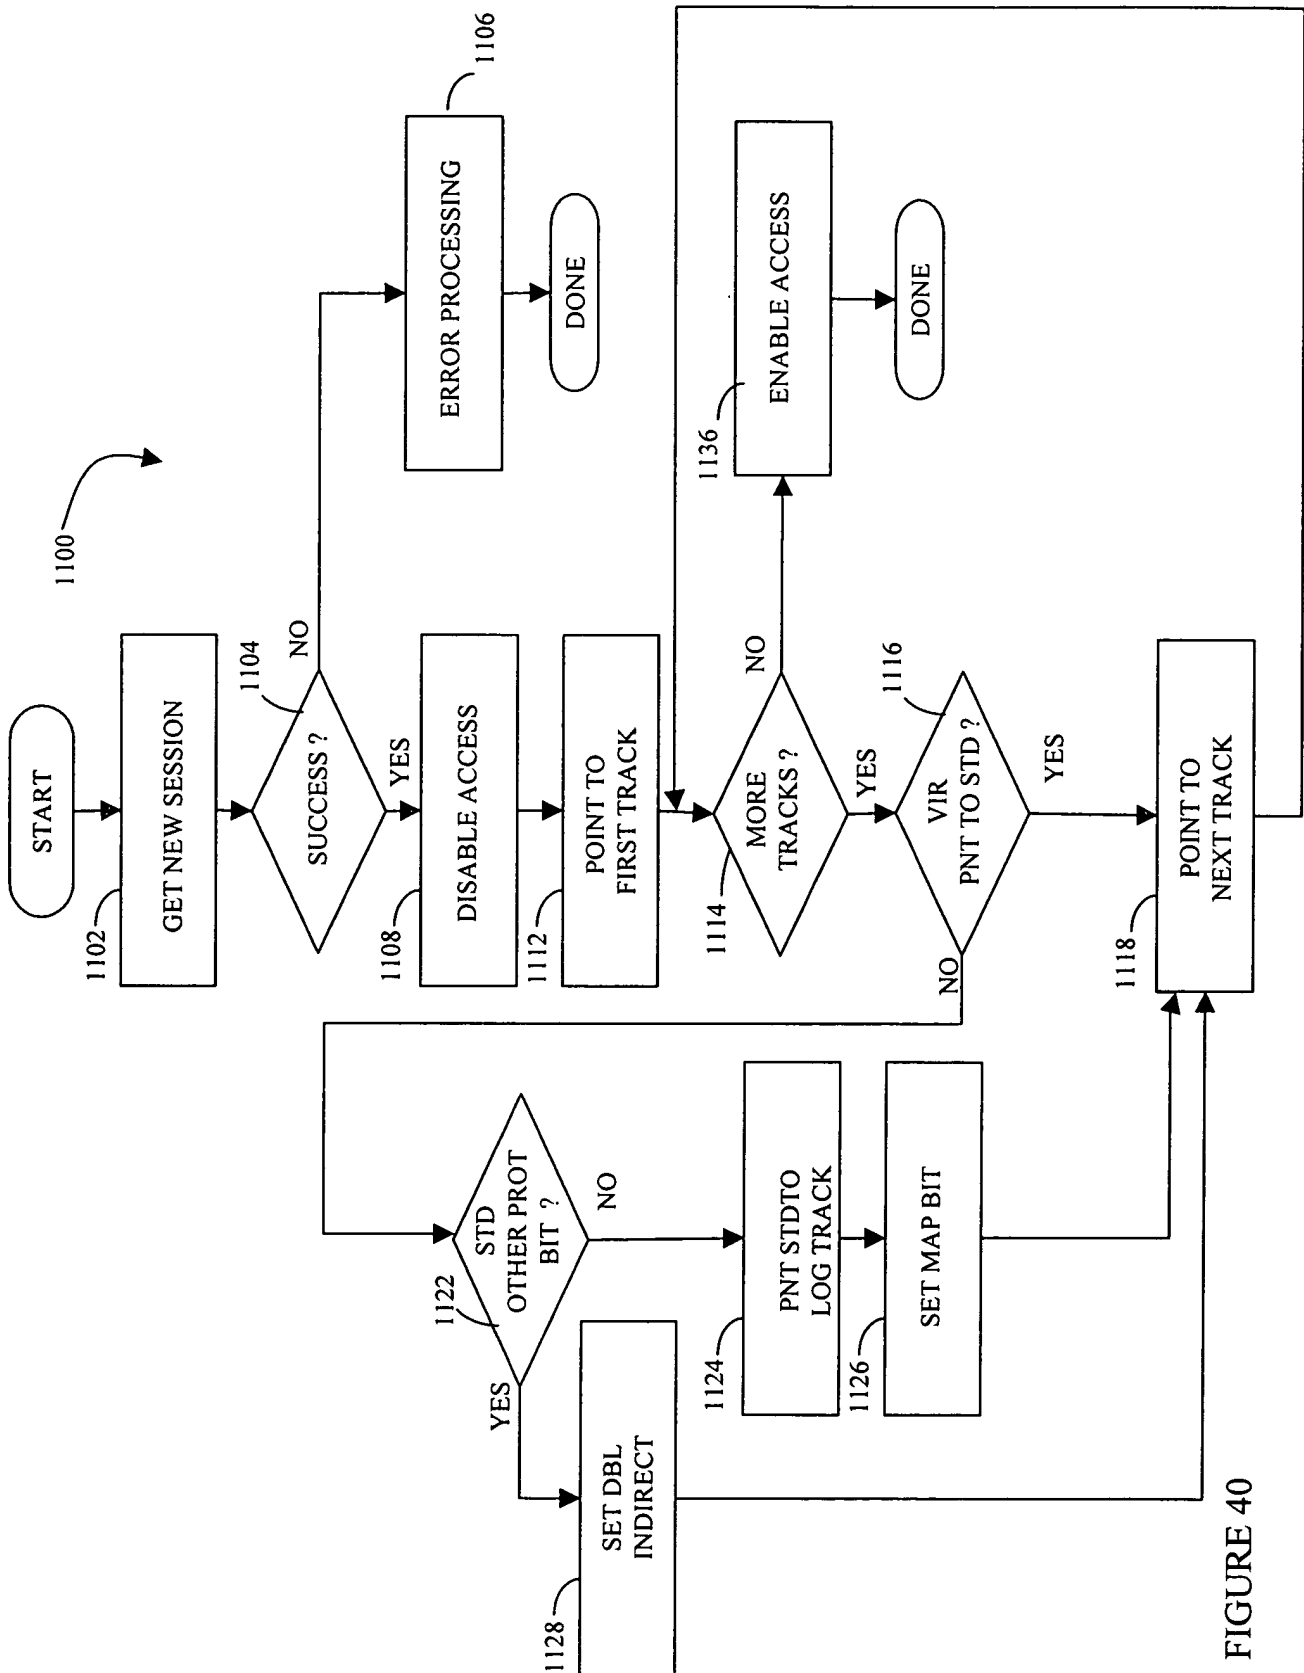 1100
START
1102
GET NEW SESSION
1104
SUCCESS ?
NO
YES
1106
ERROR PROCESSING
DONE
1108
DISABLE ACCESS
1112
POINT TO
FIRST TRACK
1114
MORE
TRACKS ?
NO
YES
1136
ENABLE ACCESS
DONE
1116
VIR
PNT TO STD ?
NO
YES
1118
POINT TO
NEXT TRACK
1122
STD
OTHER PROT
BIT ?
YES
NO
1124
PNT STDTO
LOG TRACK
1126
SET MAP BIT
1128
SET DBL
INDIRECT
FIGURE 40